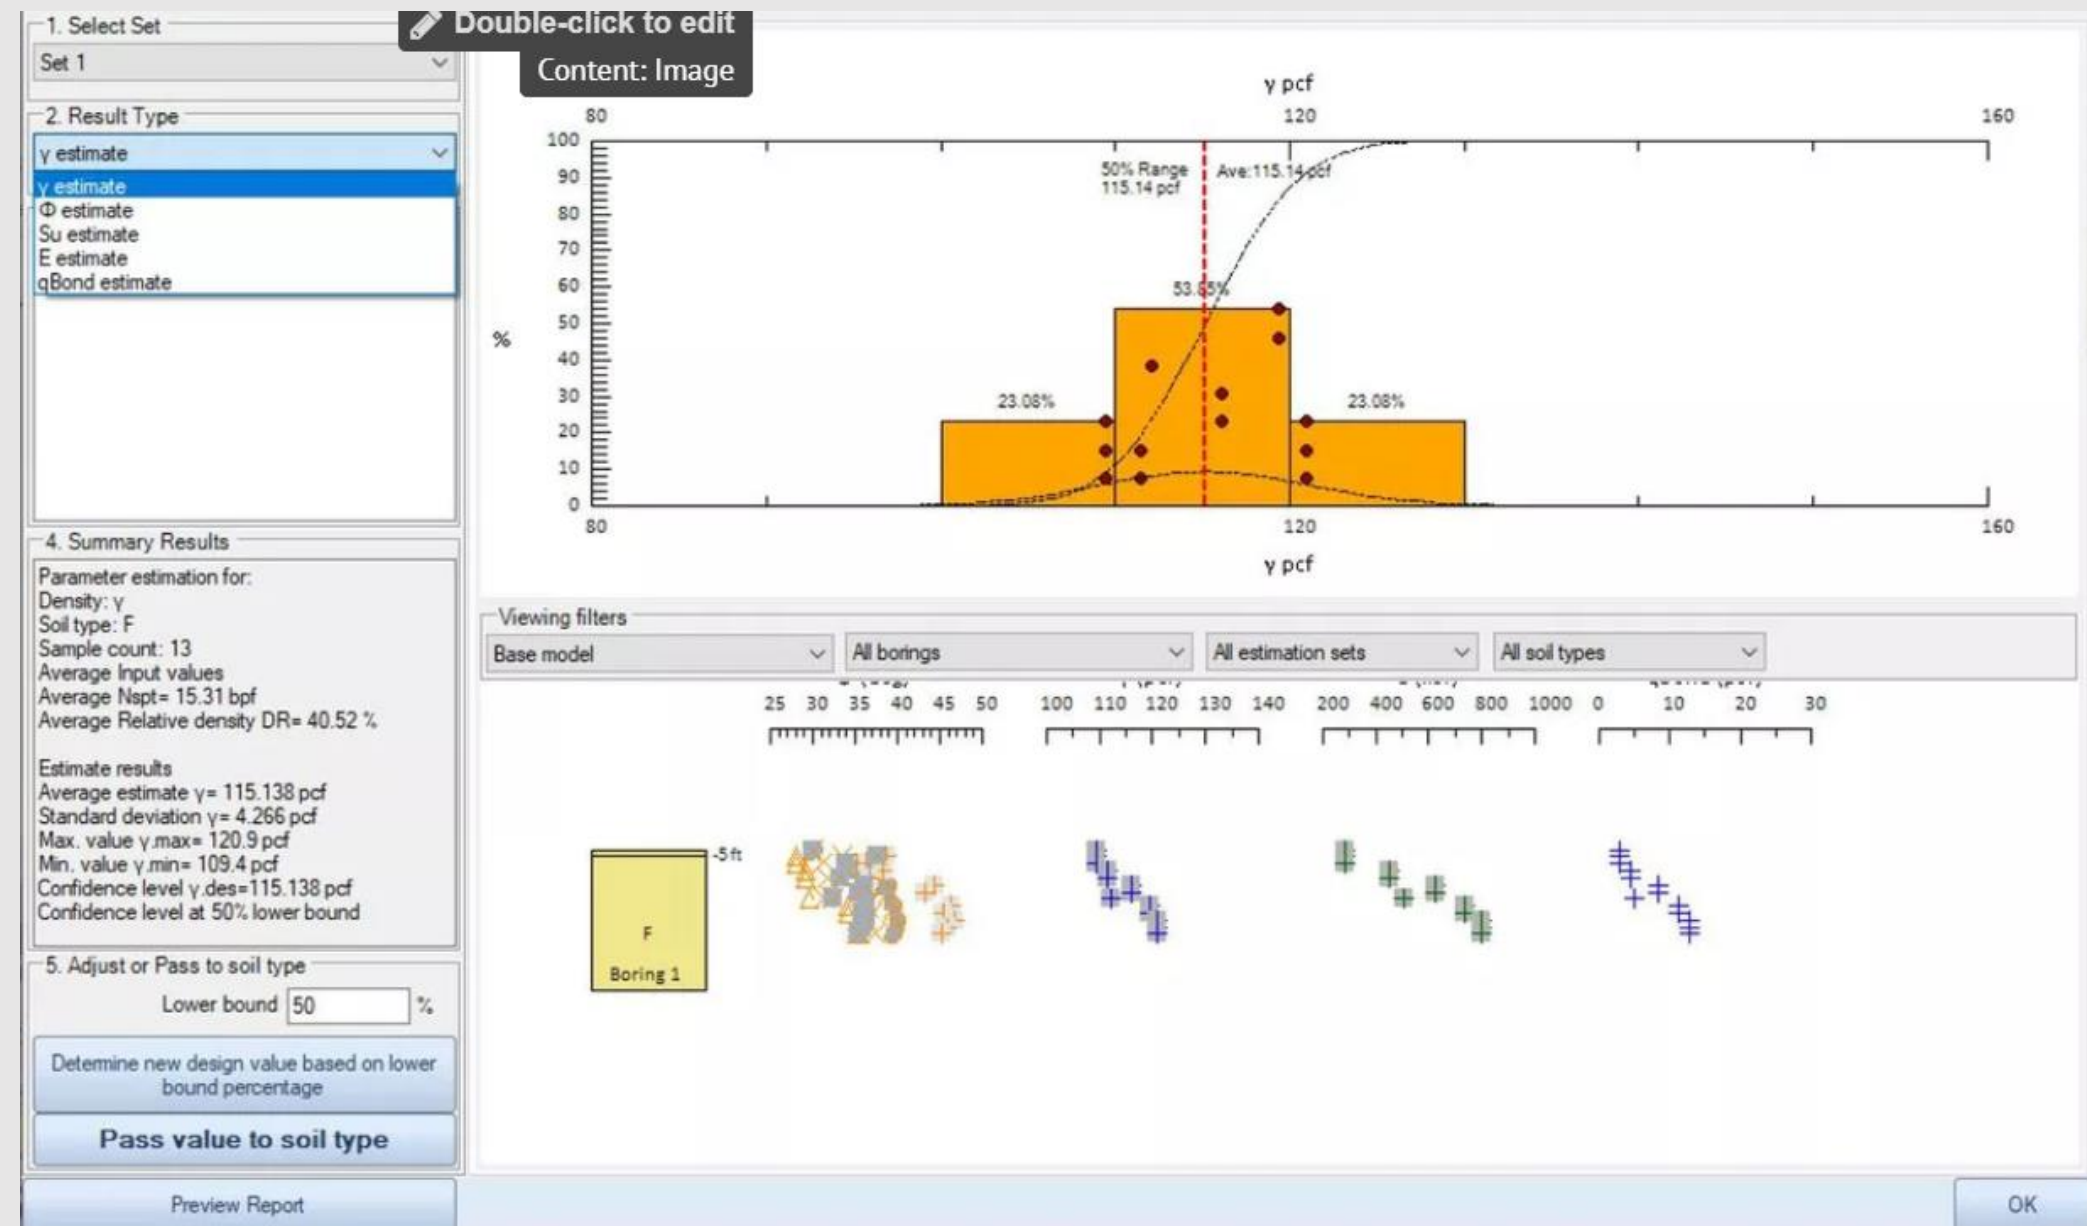 1. Select Set
Double-click to edit
Content: Image
Set 1
2. Result Type
γ estimate
γ estimate
Φ estimate
Su estimate
E estimate
qBond estimate
4. Summary Results
Parameter estimation for:
Density: γ
Soil type: F
Sample count: 13
Average Input values
Average Nspt= 15.31 bpf
Average Relative density DR= 40.52 %
Estimate results
Average estimate γ= 115.138 pcf
Standard deviation γ= 4.266 pcf
Max. value γ.max= 120.9 pcf
Min. value γ.min= 109.4 pcf
Confidence level γ.des=115.138 pcf
Confidence level at 50% lower bound
5. Adjust or Pass to soil type
Lower bound 50 %
Determine new design value based on lower
bound percentage
Pass value to soil type
Preview Report
γ pcf
80 120 160
100
90
80
70
60
50
40
30
20
10
0
%
50% Range
115.14 pcf
Ave:115.14 pcf
53.85%
23.08%
23.08%
80 120 160
γ pcf
Viewing filters
Base model
All borings
All estimation sets
All soil types
25 30 35 40 45 50
100 110 120 130 140
200 400 600 800 1000
0 10 20 30
-5 ft
F
Boring 1
OK